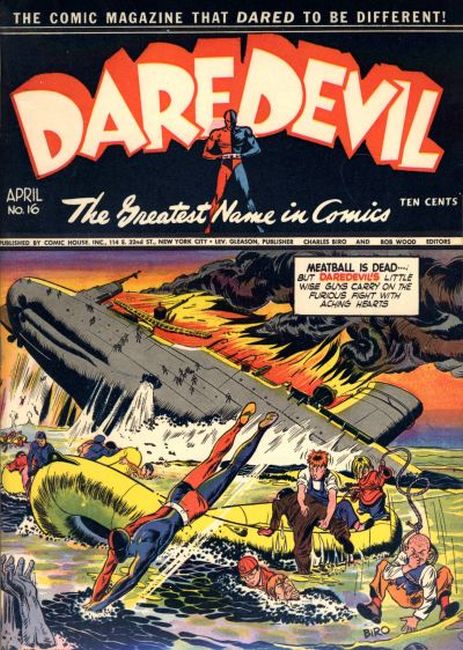 THE COMIC MAGAZINE THAT DARED TO BE DIFFERENT!
DAREDEVIL
APRIL
No. 16
The Greatest Name in Comics
TEN CENTS
PUBLISHED BY COMIC HOUSE, INC., 114 E. 32nd ST., NEW YORK CITY • LEV. GLEASON, PUBLISHER CHARLES BIRO AND BOB WOOD EDITORS
MEATBALL IS DEAD---;
BUT DAREDEVIL'S LITTLE
WISE GUYS CARRY ON THE
FURIOUS FIGHT WITH
ACHING HEARTS
BIRO